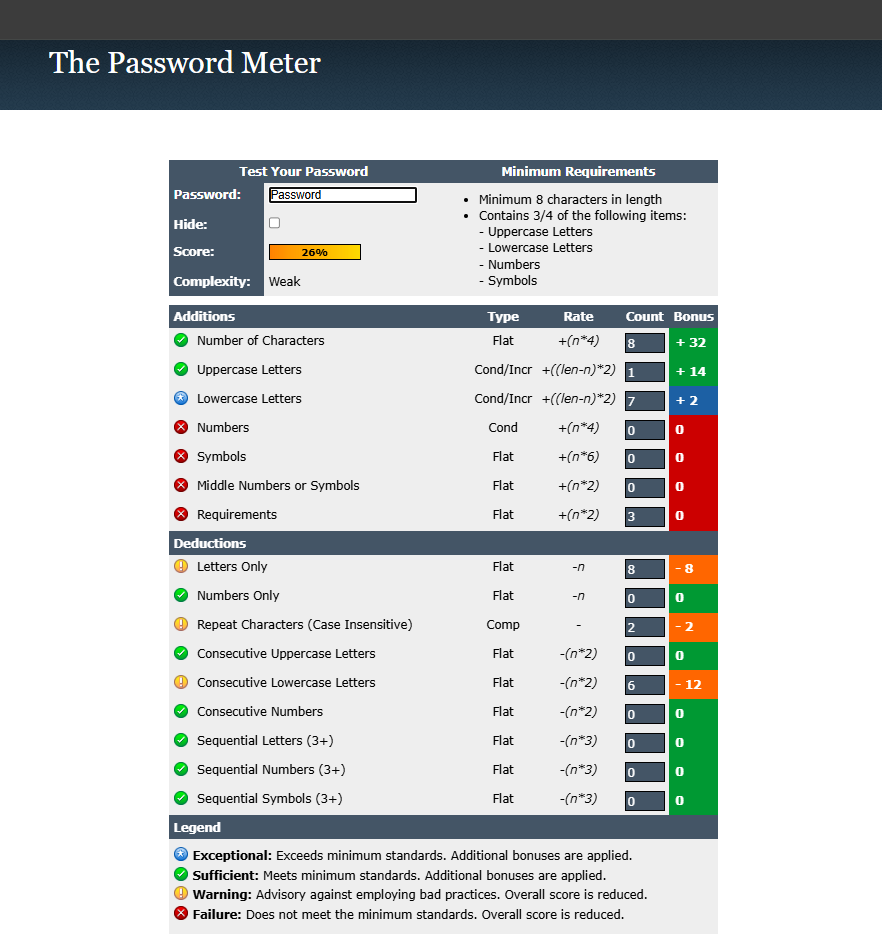 The Password Meter
Test Your Password Minimum Requirements
Password: Password
• Minimum 8 characters in length
Hide:
• Contains 3/4 of the following items:
- Uppercase Letters
Score: 26%
- Lowercase Letters
- Numbers
Complexity: Weak
- Symbols
Additions Type Rate Count Bonus
Number of Characters Flat +(n*4) 8 + 32
Uppercase Letters Cond/Incr +((len-n)*2) 1 + 14
Lowercase Letters Cond/Incr +((len-n)*2) 7 + 2
Numbers Cond +(n*4) 0 0
Symbols Flat +(n*6) 0 0
Middle Numbers or Symbols Flat +(n*2) 0 0
Requirements Flat +(n*2) 3 0
Deductions
Letters Only Flat -n 8 - 8
Numbers Only Flat -n 0 0
Repeat Characters (Case Insensitive) Comp - 2 - 2
Consecutive Uppercase Letters Flat -(n*2) 0 0
Consecutive Lowercase Letters Flat -(n*2) 6 - 12
Consecutive Numbers Flat -(n*2) 0 0
Sequential Letters (3+) Flat -(n*3) 0 0
Sequential Numbers (3+) Flat -(n*3) 0 0
Sequential Symbols (3+) Flat -(n*3) 0 0
Legend
Exceptional: Exceeds minimum standards. Additional bonuses are applied.
Sufficient: Meets minimum standards. Additional bonuses are applied.
Warning: Advisory against employing bad practices. Overall score is reduced.
Failure: Does not meet the minimum standards. Overall score is reduced.